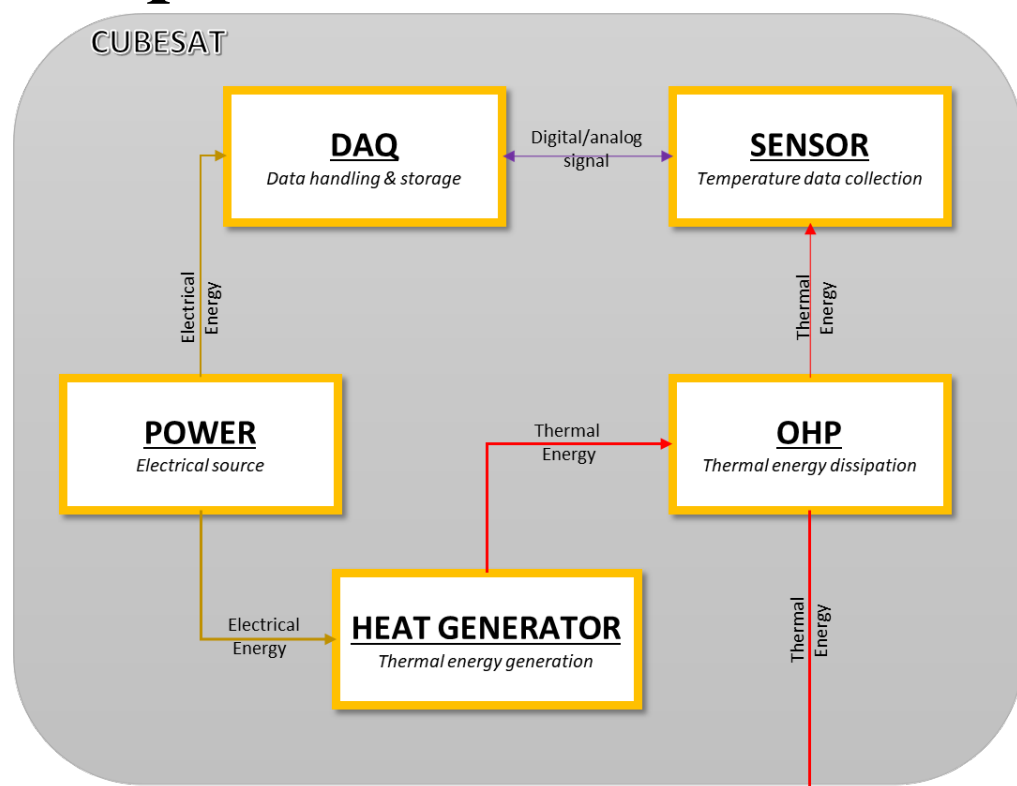 CUBESAT
DAQ
Data handling & storage
Digital/analog
signal
SENSOR
Temperature data collection
Electrical
Energy
Thermal
Energy
POWER
Electrical source
Thermal
Energy
OHP
Thermal energy dissipation
Electrical
Energy
HEAT GENERATOR
Thermal energy generation
Thermal
Energy